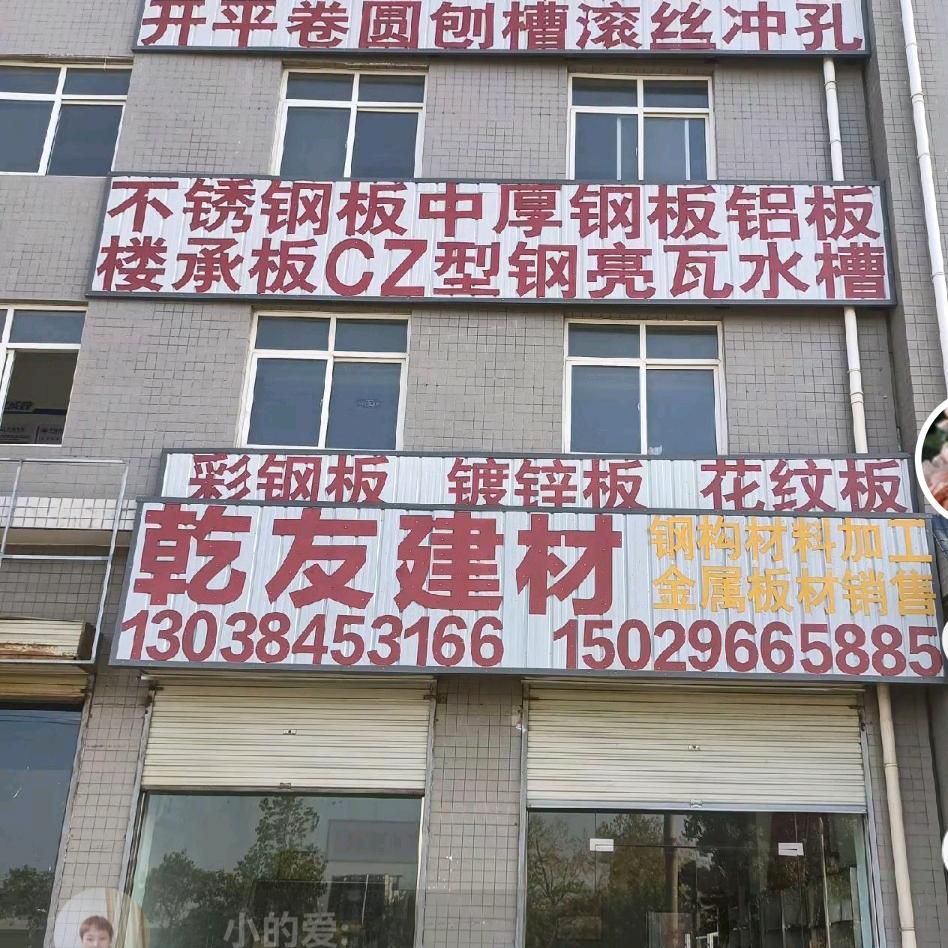 开平卷圆刨槽滚丝冲孔
不锈钢板中厚钢板铝板
楼承板CZ型钢亮瓦水槽
彩钢板 镀锌板 花纹板
乾友建材
钢构材料加工
金属板材销售
13038453166 15029665885
小的爱: